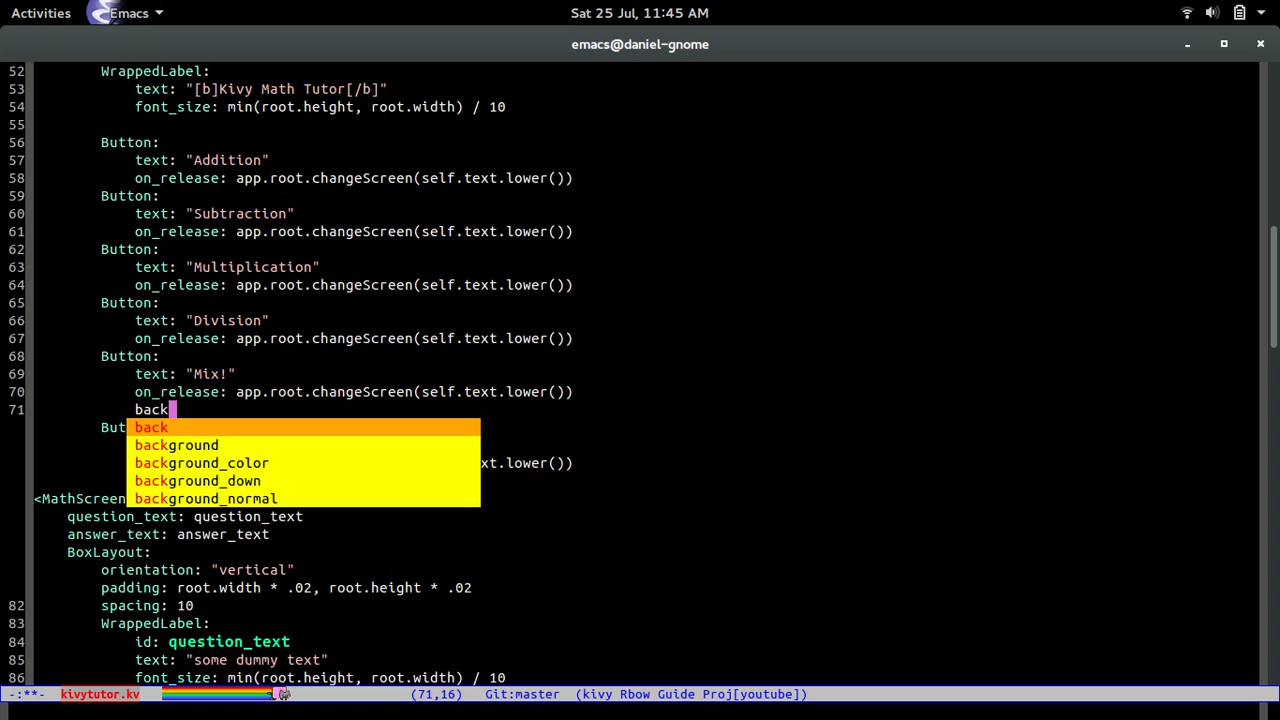 Activities Emacs Sat 25 Jul, 11:45 AM
emacs@daniel-gnome
52 WrappedLabel:
53 text: "[b]Kivy Math Tutor[/b]"
54 font_size: min(root.height, root.width) / 10
55
56 Button:
57 text: "Addition"
58 on_release: app.root.changeScreen(self.text.lower())
59 Button:
60 text: "Subtraction"
61 on_release: app.root.changeScreen(self.text.lower())
62 Button:
63 text: "Multiplication"
64 on_release: app.root.changeScreen(self.text.lower())
65 Button:
66 text: "Division"
67 on_release: app.root.changeScreen(self.text.lower())
68 Button:
69 text: "Mix!"
70 on_release: app.root.changeScreen(self.text.lower())
71 back
But back
background
background_color xt.lower())
background_down
<MathScreen background_normal
question_text: question_text
answer_text: answer_text
BoxLayout:
orientation: "vertical"
padding: root.width * .02, root.height * .02
82 spacing: 10
83 WrappedLabel:
84 id: question_text
85 text: "some dummy text"
86 font_size: min(root.height, root.width) / 10
-:**- kivytutor.kv (71,16) Git:master (kivy Rbow Guide Proj[youtube])